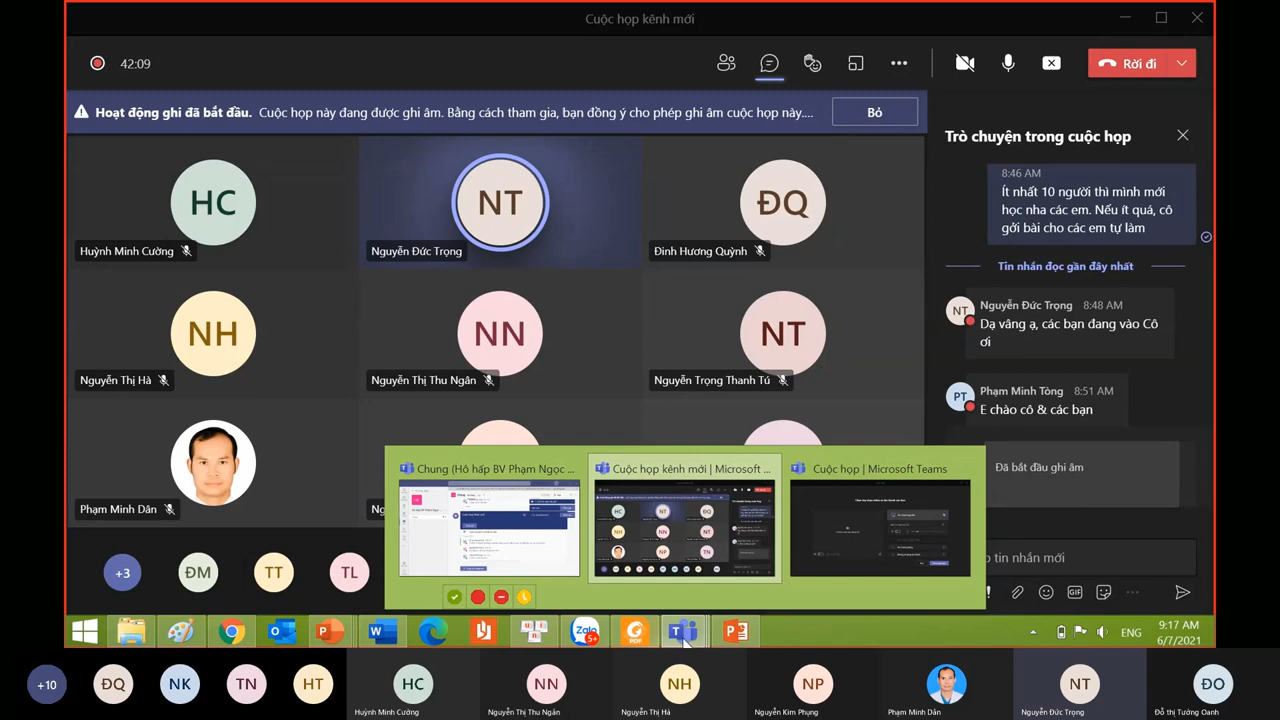 Cuộc họp kênh mới
42:09
Rời đi
Hoạt động ghi đã bắt đầu. Cuộc họp này đang được ghi âm. Bằng cách tham gia, bạn đồng ý cho phép ghi âm cuộc họp này....
Bỏ
HC
Huỳnh Minh Cường
NT
Nguyễn Đức Trọng
ĐQ
Đinh Hương Quỳnh
NH
Nguyễn Thị Hà
NN
Nguyễn Thị Thu Ngân
NT
Nguyễn Trọng Thanh Tú
Phạm Minh Dân
+3
ĐM
TT
TL
Trò chuyện trong cuộc họp
8:46 AM
Ít nhất 10 người thì mình mới
học nha các em. Nếu ít quá, cô
gởi bài cho các em tự làm
Tin nhắn đọc gần đây nhất
NT
Nguyễn Đức Trọng 8:48 AM
Dạ vâng ạ, các bạn đang vào Cô
ơi
PT
Phạm Minh Tòng 8:51 AM
E chào cô & các bạn
Đã bắt đầu ghi âm
tin nhắn mới
GIF
Chung (Hô hấp BV Phạm Ngọc ...
Cuộc họp kênh mới | Microsoft ...
Cuộc họp | Microsoft Teams
5+
PDF
ENG
9:17 AM
6/7/2021
+10
ĐQ
NK
TN
HT
HC
Huỳnh Minh Cường
NN
Nguyễn Thị Thu Ngân
NH
Nguyễn Thị Hà
NP
Nguyễn Kim Phụng
Phạm Minh Dân
NT
Nguyễn Đức Trọng
ĐO
Đỗ thị Tường Oanh